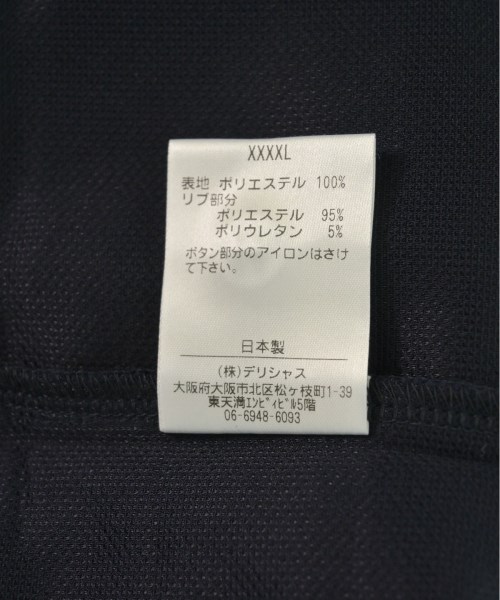 XXXXL
表地 ポリエステル 100%
リブ部分
ポリエステル 95%
ポリウレタン 5%
ボタン部分のアイロンはさけ
て下さい。
日本製
(株)デリシャス
大阪府大阪市北区松ヶ枝町1-39
東天満ｴﾝﾋﾞｨﾋﾞﾙ5階
06-6948-6093